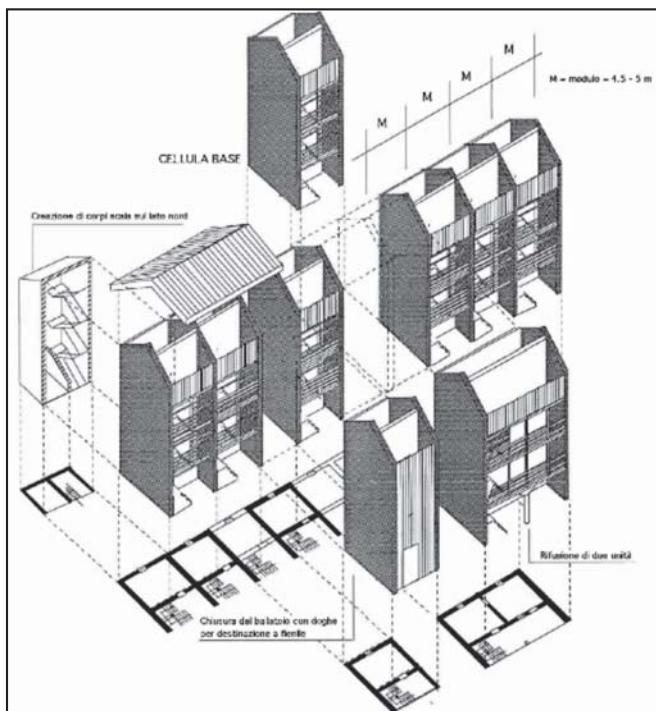 M
M
M
M
M = modulo = 4.5 - 5 m
CELLULA BASE
Creazione di corpi scala sul lato nord
Rifusione di due unità
Chiusura del ballatoio con doghe
per destinazione a fienile